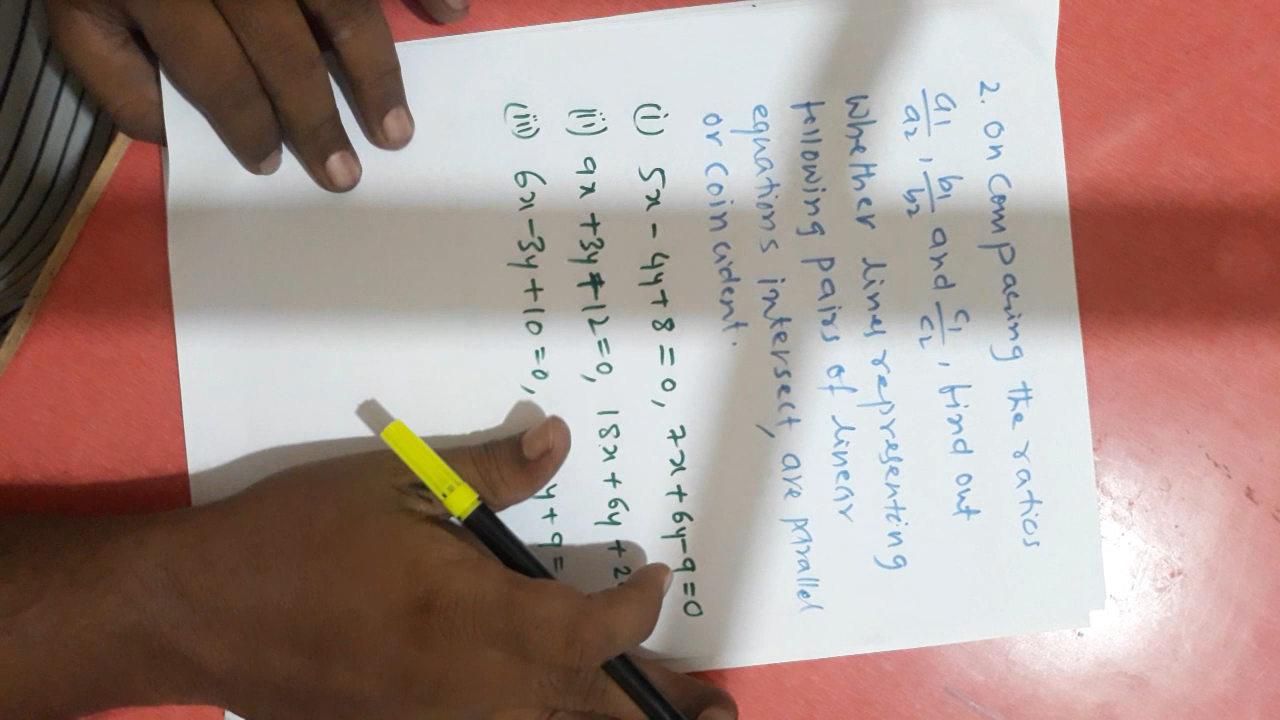 2. On Comparing the ratios
a1/a2, b1/b2 and c1/c2, find out
whether lines representing
following pairs of linear
equations intersect, are parallel
or coincident.
(i) 5x - 4y + 8 = 0, 7x + 6y - 9 = 0
(ii) 9x + 3y + 12 = 0, 18x + 6y + 2
(iii) 6x - 3y + 10 = 0, y + 9 =